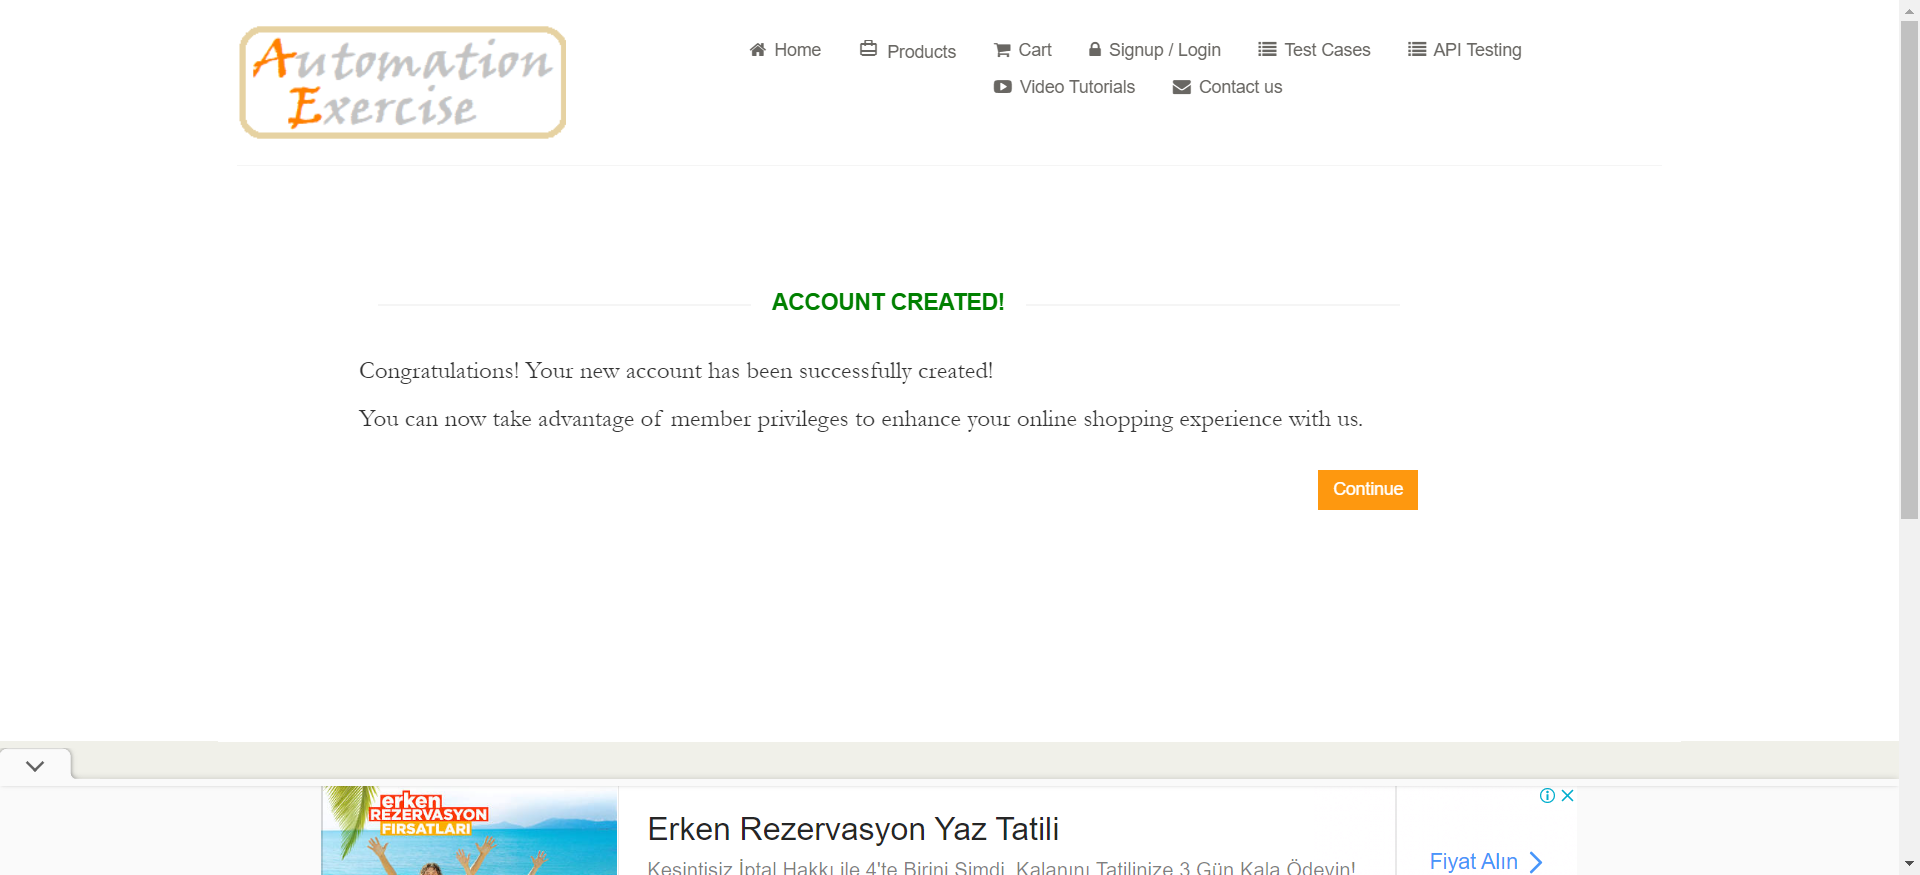 Automation
Exercise
Home
Products
Cart
Signup / Login
Test Cases
API Testing
Video Tutorials
Contact us
ACCOUNT CREATED!
Congratulations! Your new account has been successfully created!
You can now take advantage of member privileges to enhance your online shopping experience with us.
Continue
erken
REZERVASYON
FIRSATLARI
Erken Rezervasyon Yaz Tatili
Kesintisiz İptal Hakkı ile 4'te Birini Şimdi, Kalanını Tatilinize 3 Gün Kala Ödeyin!
Fiyat Alın